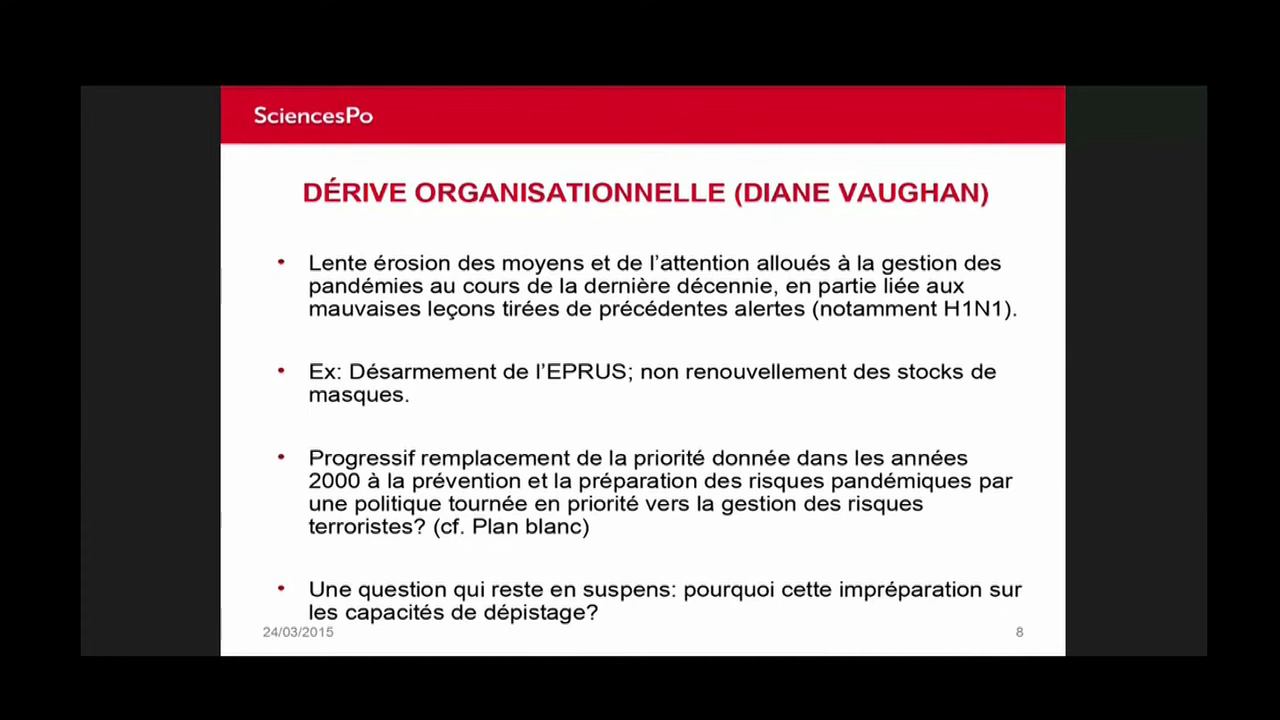 SciencesPo
DÉRIVE ORGANISATIONNELLE (DIANE VAUGHAN)
• Lente érosion des moyens et de l'attention alloués à la gestion des
pandémies au cours de la dernière décennie, en partie liée aux
mauvaises leçons tirées de précédentes alertes (notamment H1N1).
• Ex: Désarmement de l'EPRUS; non renouvellement des stocks de
masques.
• Progressif remplacement de la priorité donnée dans les années
2000 à la prévention et la préparation des risques pandémiques par
une politique tournée en priorité vers la gestion des risques
terroristes? (cf. Plan blanc)
• Une question qui reste en suspens: pourquoi cette impréparation sur
les capacités de dépistage?
24/03/2015 8